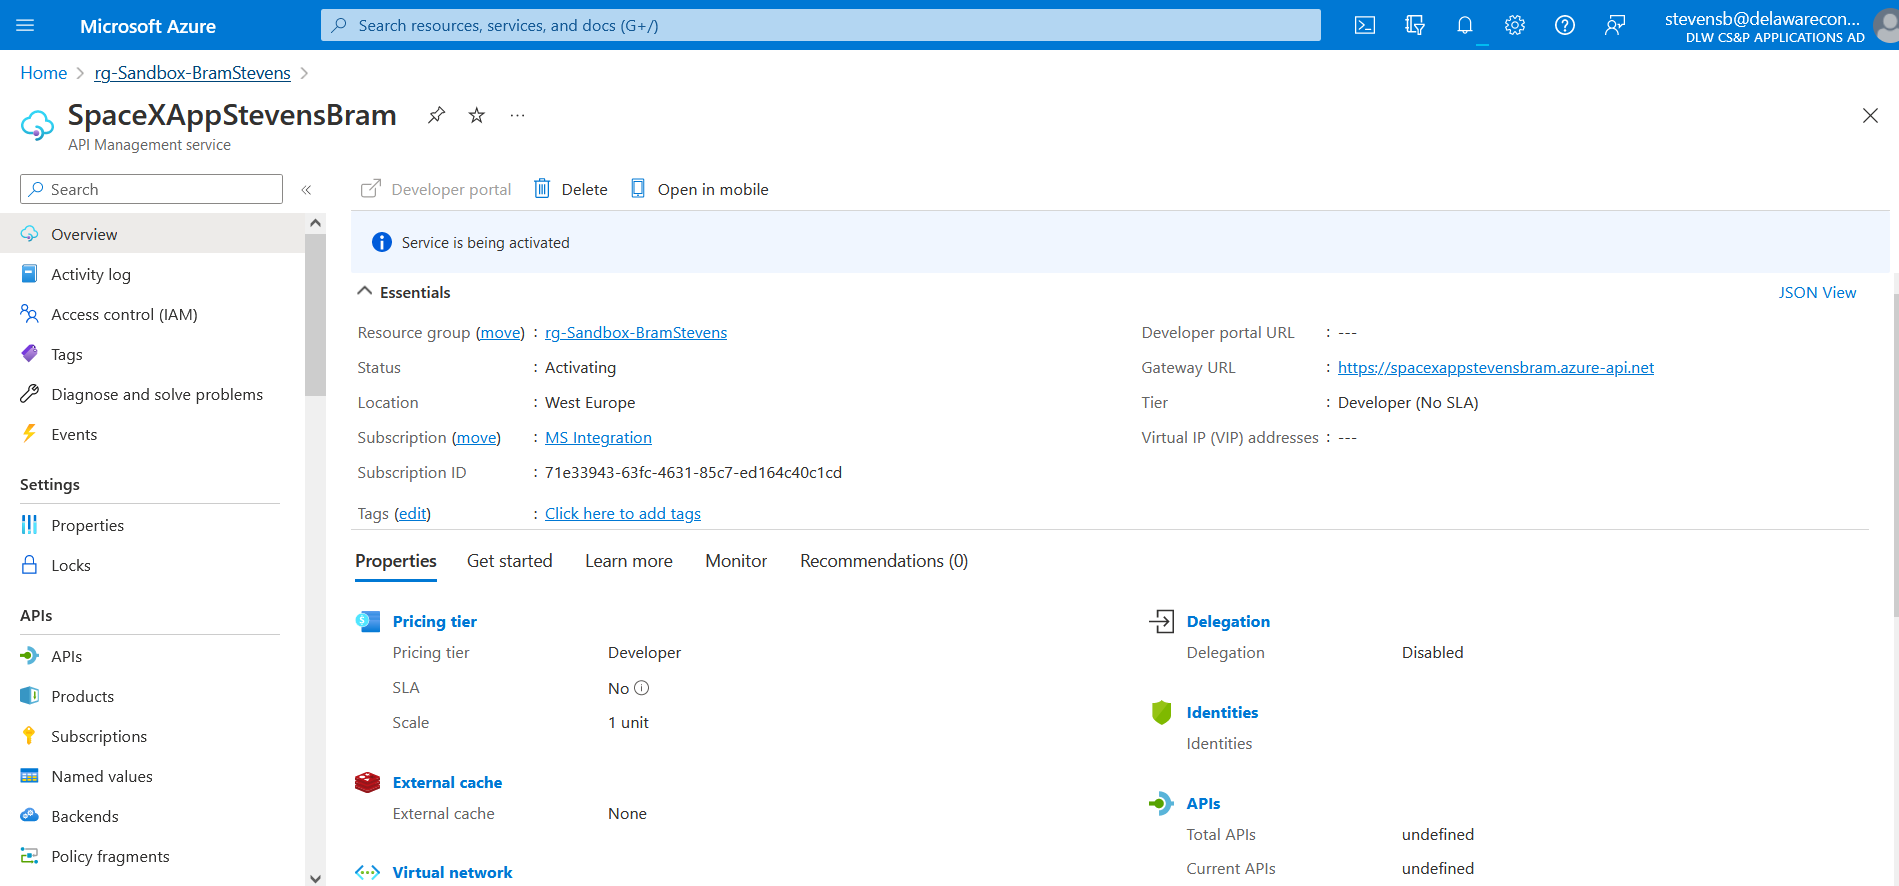 Microsoft Azure
Search resources, services, and docs (G+/)
stevensb@delawarecon...
DLW CS&P APPLICATIONS AD
Home > rg-Sandbox-BramStevens >
SpaceXAppStevensBram ...
API Management service
Search «
Developer portal Delete Open in mobile
Overview
Activity log
Access control (IAM)
Tags
Diagnose and solve problems
Events
Settings
Properties
Locks
APIs
APIs
Products
Subscriptions
Named values
Backends
Policy fragments
Service is being activated
Essentials
JSON View
Resource group (move) : rg-Sandbox-BramStevens
Status : Activating
Location : West Europe
Subscription (move) : MS Integration
Subscription ID : 71e33943-63fc-4631-85c7-ed164c40c1cd
Tags (edit) : Click here to add tags
Developer portal URL : ---
Gateway URL : https://spacexappstevensbram.azure-api.net
Tier : Developer (No SLA)
Virtual IP (VIP) addresses : ---
Properties Get started Learn more Monitor Recommendations (0)
Pricing tier
Pricing tier Developer
SLA No
Scale 1 unit
External cache
External cache None
Virtual network
Delegation
Delegation Disabled
Identities
Identities
APIs
Total APIs undefined
Current APIs undefined